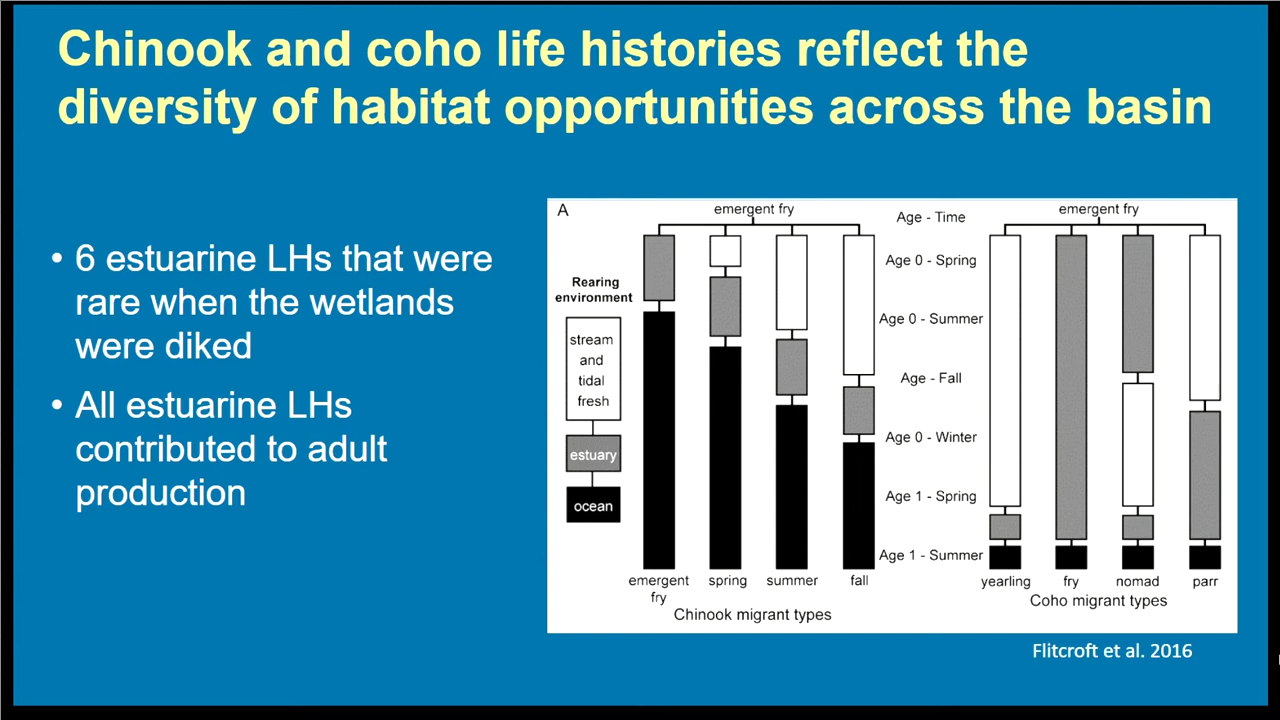 Chinook and coho life histories reflect the
diversity of habitat opportunities across the basin
• 6 estuarine LHs that were
rare when the wetlands
were diked
• All estuarine LHs
contributed to adult
production
A
emergent fry
Age - Time
emergent fry
Rearing
environment
stream
and
tidal
fresh
estuary
ocean
Age 0 - Spring
Age 0 - Summer
Age - Fall
Age 0 - Winter
Age 1 - Spring
Age 1 - Summer
emergent
fry
spring
summer
fall
Chinook migrant types
yearling
fry
nomad
parr
Coho migrant types
Flitcroft et al. 2016